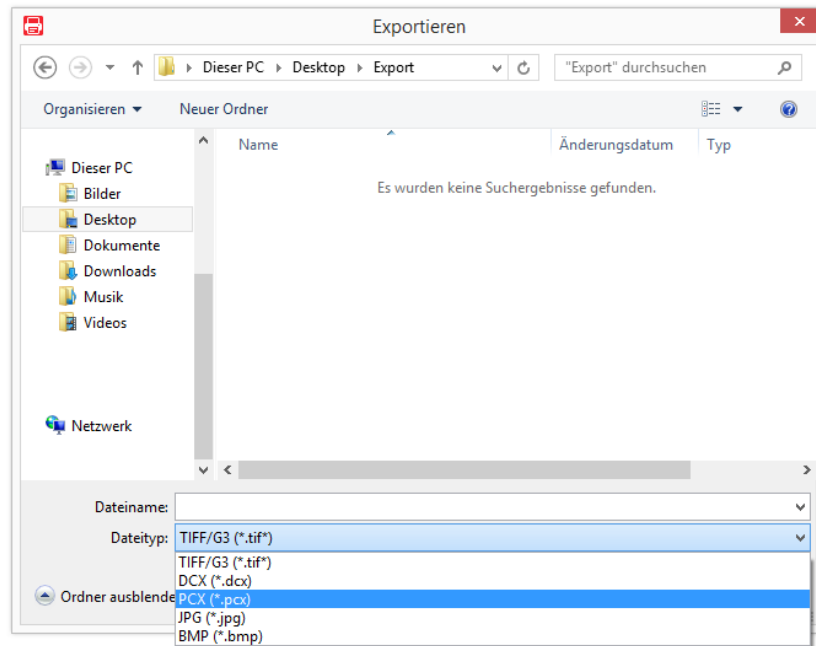 Exportieren
Dieser PC Desktop Export "Export" durchsuchen
Organisieren Neuer Ordner
Name Änderungsdatum Typ
Es wurden keine Suchergebnisse gefunden.
Dieser PC
Bilder
Desktop
Dokumente
Downloads
Musik
Videos
Netzwerk
Dateiname:
Dateityp: TIFF/G3 (*.tif*)
TIFF/G3 (*.tif*)
DCX (*.dcx)
Ordner ausblende PCX (*.pcx)
JPG (*.jpg)
BMP (*.bmp)